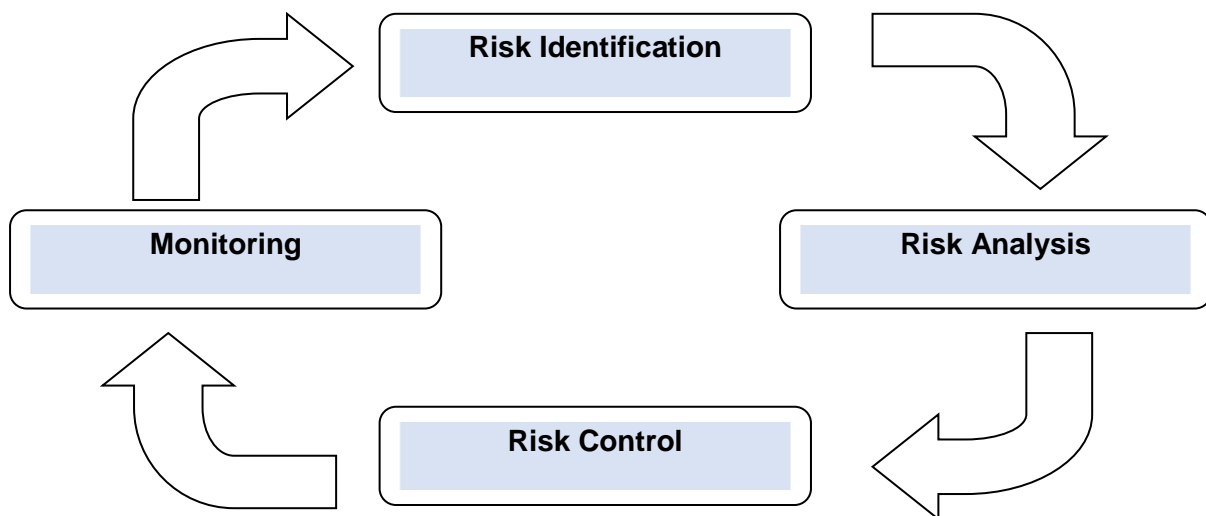 Risk Identification
Monitoring
Risk Analysis
Risk Control